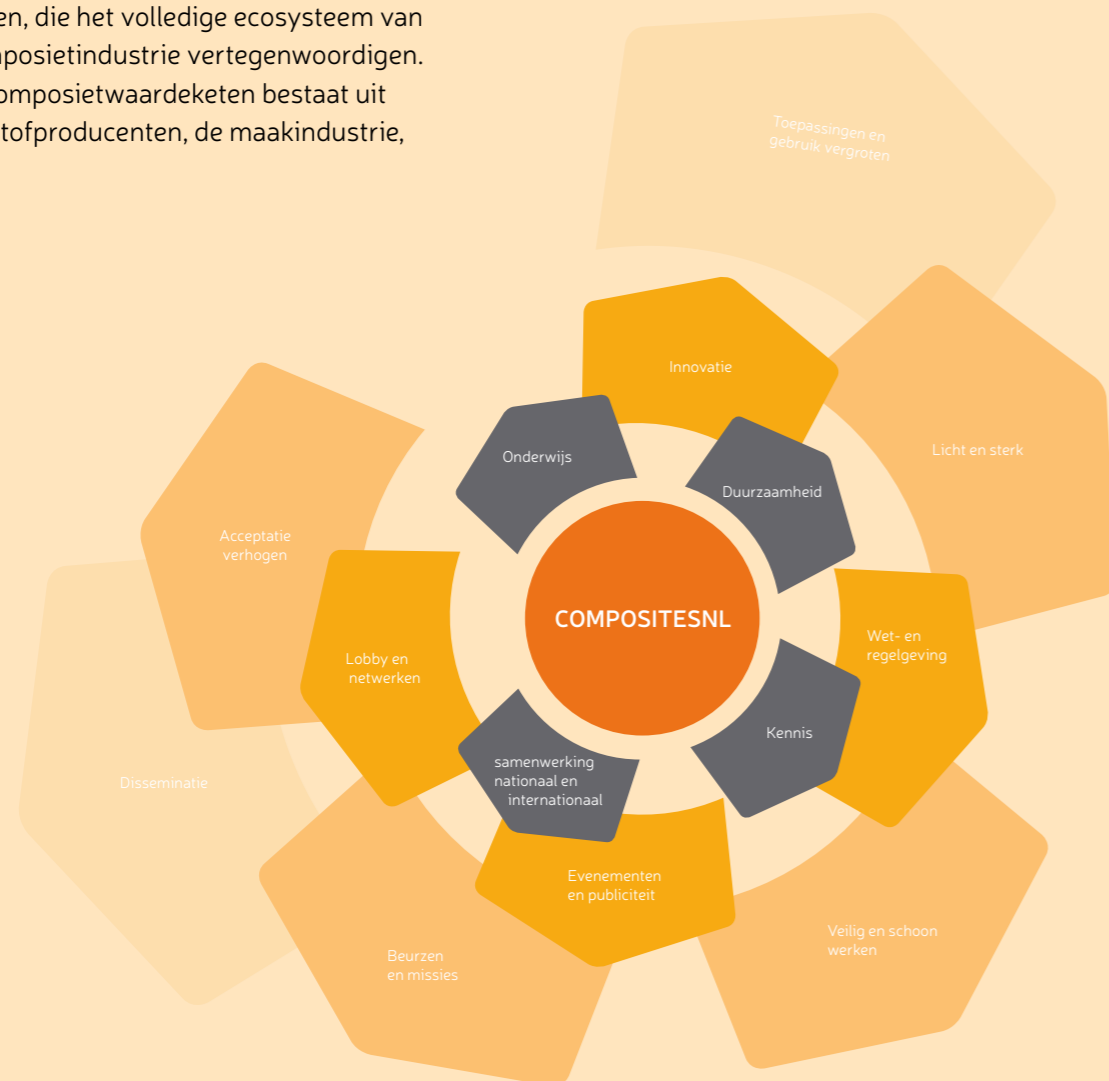 en, die het volledige ecosysteem van
posietindustrie vertegenwoordigen.
omposietwaardeketen bestaat uit
tofproducenten, de maakindustrie,
Toepassingen en
gebruik vergroten
Innovatie
Licht en sterk
Onderwijs
Duurzaamheid
Acceptatie
verhogen
COMPOSITESNL
Wet- en
regelgeving
Lobby en
netwerken
Kennis
samenwerking
nationaal en
internationaal
Disseminatie
Evenementen
en publiciteit
Veilig en schoon
werken
Beurzen
en missies